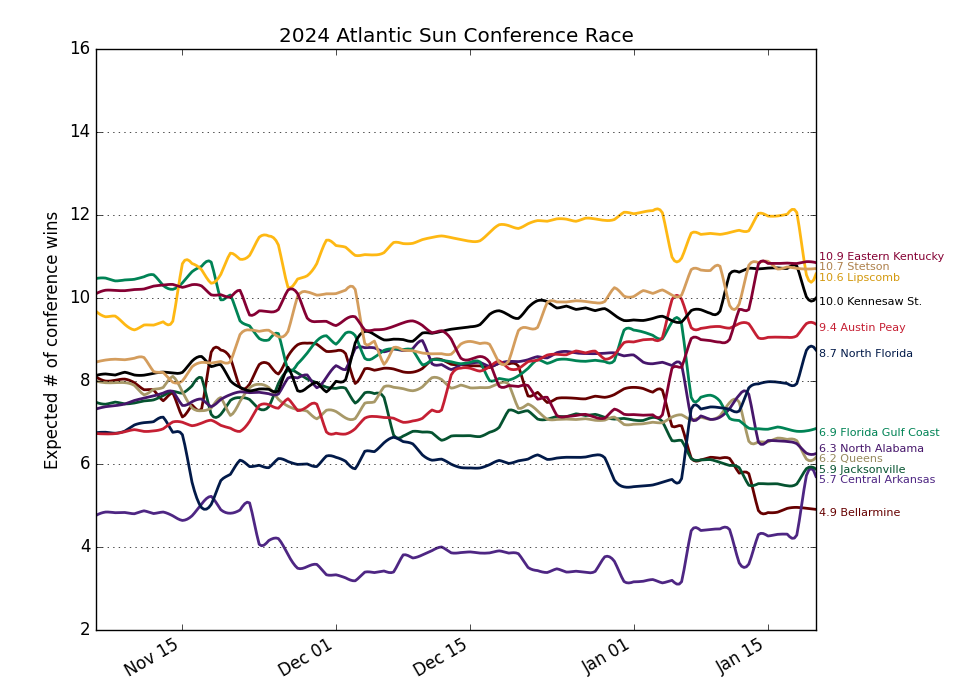 2024 Atlantic Sun Conference Race
Expected # of conference wins
16
14
12
10
8
6
4
2
10.9 Eastern Kentucky
10.7 Stetson
10.6 Lipscomb
10.0 Kennesaw St.
9.4 Austin Peay
8.7 North Florida
6.9 Florida Gulf Coast
6.3 North Alabama
6.2 Queens
5.9 Jacksonville
5.7 Central Arkansas
4.9 Bellarmine
Nov 15
Dec 01
Dec 15
Jan 01
Jan 15